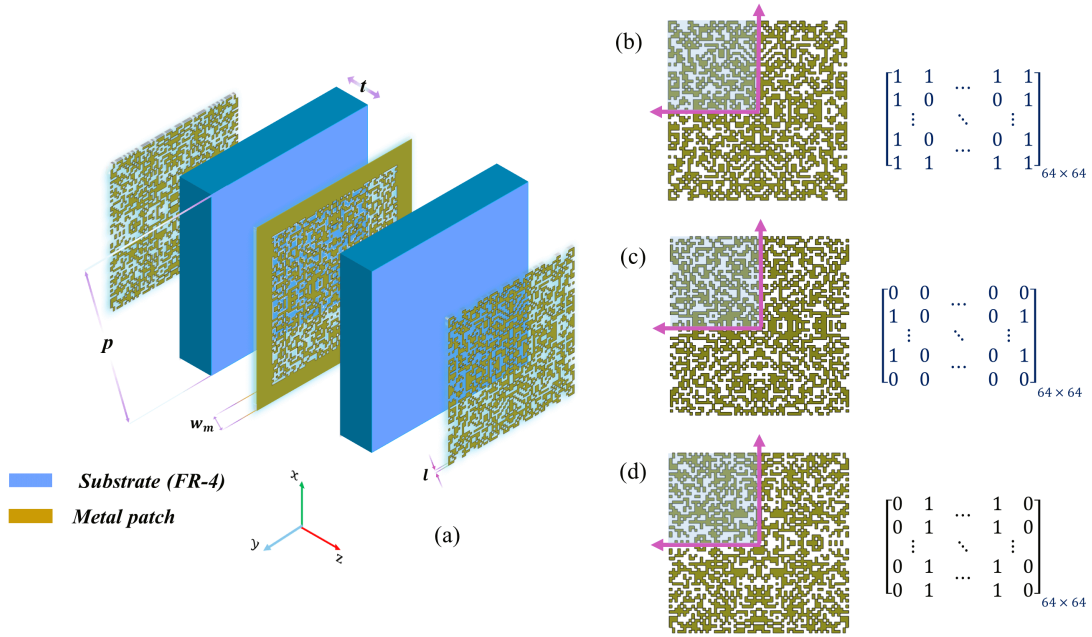 t
p
w_m
l
Substrate (FR-4)
Metal patch
x
y
z
(a)
(b)
1 1 ... 1 1
1 0 ... 0 1
⋮ ⋱ ⋮
1 0 ... 0 1
1 1 ... 1 1
64 × 64
(c)
0 0 ... 0 0
1 0 ... 0 1
⋮ ⋱ ⋮
1 0 ... 0 1
0 0 ... 0 0
64 × 64
(d)
0 1 ... 1 0
0 1 ... 1 0
⋮ ⋱ ⋮
0 1 ... 1 0
0 1 ... 1 0
64 × 64